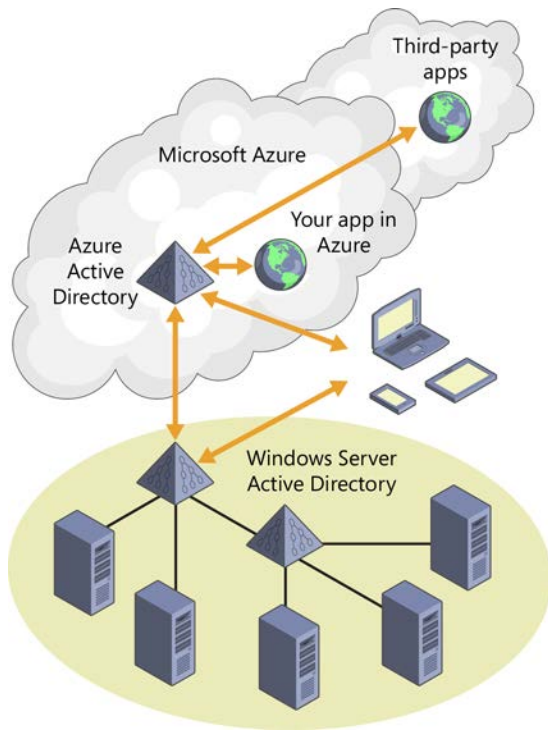 Third-party
apps
Microsoft Azure
Your app in
Azure
Azure
Active
Directory
Windows Server
Active Directory